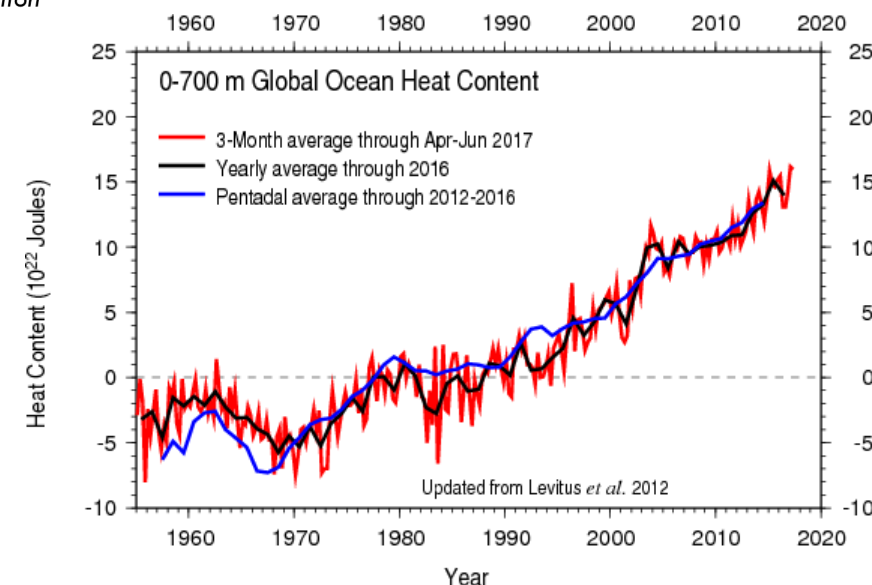 1960 1970 1980 1990 2000 2010 2020
25 25
0-700 m Global Ocean Heat Content
20 20
3-Month average through Apr-Jun 2017
Yearly average through 2016
15 15
Pentadal average through 2012-2016
Heat Content (10²² Joules)
10 10
5 5
0 0
-5 -5
Updated from Levitus et al. 2012
-10 -10
1960 1970 1980 1990 2000 2010 2020
Year